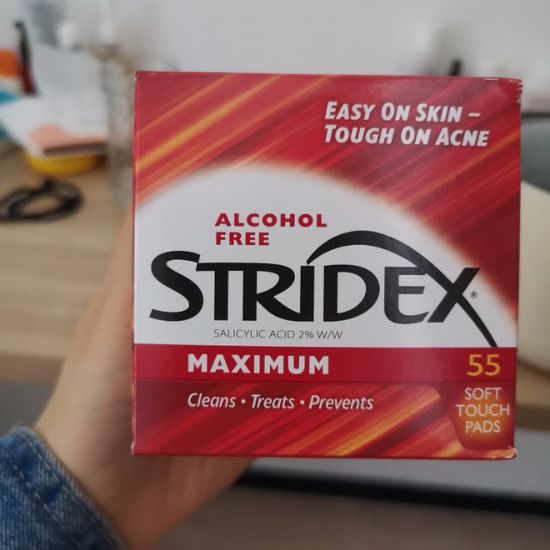 EASY ON SKIN –
TOUGH ON ACNE
ALCOHOL
FREE
STRIDEX®
SALICYLIC ACID 2% W/W
MAXIMUM
55
SOFT
TOUCH
PADS
Cleans • Treats • Prevents